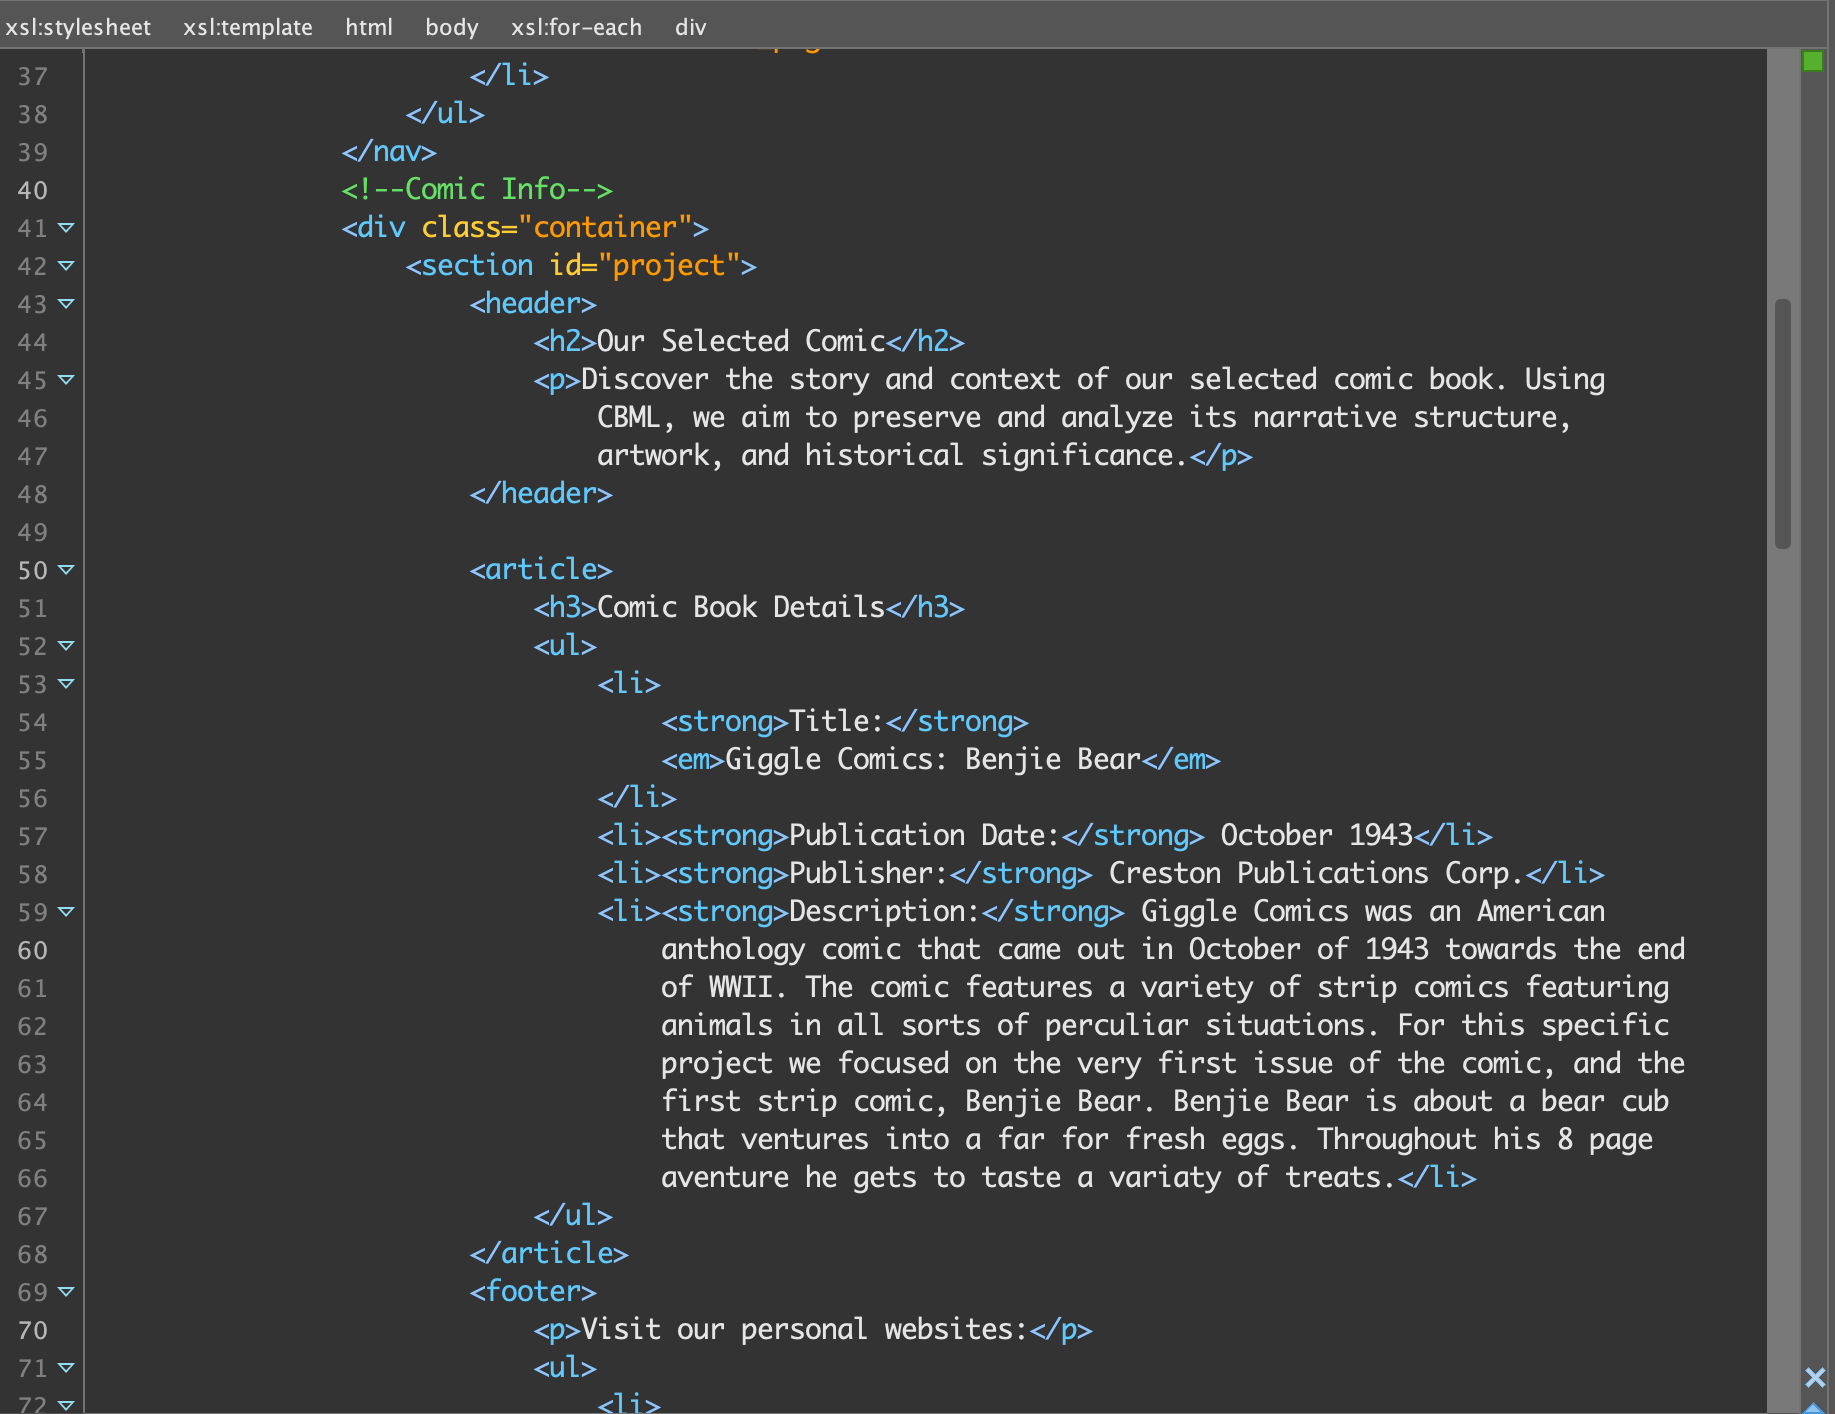 xsl:stylesheet xsl:template html body xsl:for-each div
37 </li>
38 </ul>
39 </nav>
40 <!--Comic Info-->
41 <div class="container">
42 <section id="project">
43 <header>
44 <h2>Our Selected Comic</h2>
45 <p>Discover the story and context of our selected comic book. Using
46 CBML, we aim to preserve and analyze its narrative structure,
47 artwork, and historical significance.</p>
48 </header>
49
50 <article>
51 <h3>Comic Book Details</h3>
52 <ul>
53 <li>
54 <strong>Title:</strong>
55 <em>Giggle Comics: Benjie Bear</em>
56 </li>
57 <li><strong>Publication Date:</strong> October 1943</li>
58 <li><strong>Publisher:</strong> Creston Publications Corp.</li>
59 <li><strong>Description:</strong> Giggle Comics was an American
60 anthology comic that came out in October of 1943 towards the end
61 of WWII. The comic features a variety of strip comics featuring
62 animals in all sorts of perculiar situations. For this specific
63 project we focused on the very first issue of the comic, and the
64 first strip comic, Benjie Bear. Benjie Bear is about a bear cub
65 that ventures into a far for fresh eggs. Throughout his 8 page
66 aventure he gets to taste a variaty of treats.</li>
67 </ul>
68 </article>
69 <footer>
70 <p>Visit our personal websites:</p>
71 <ul>
72 <li>